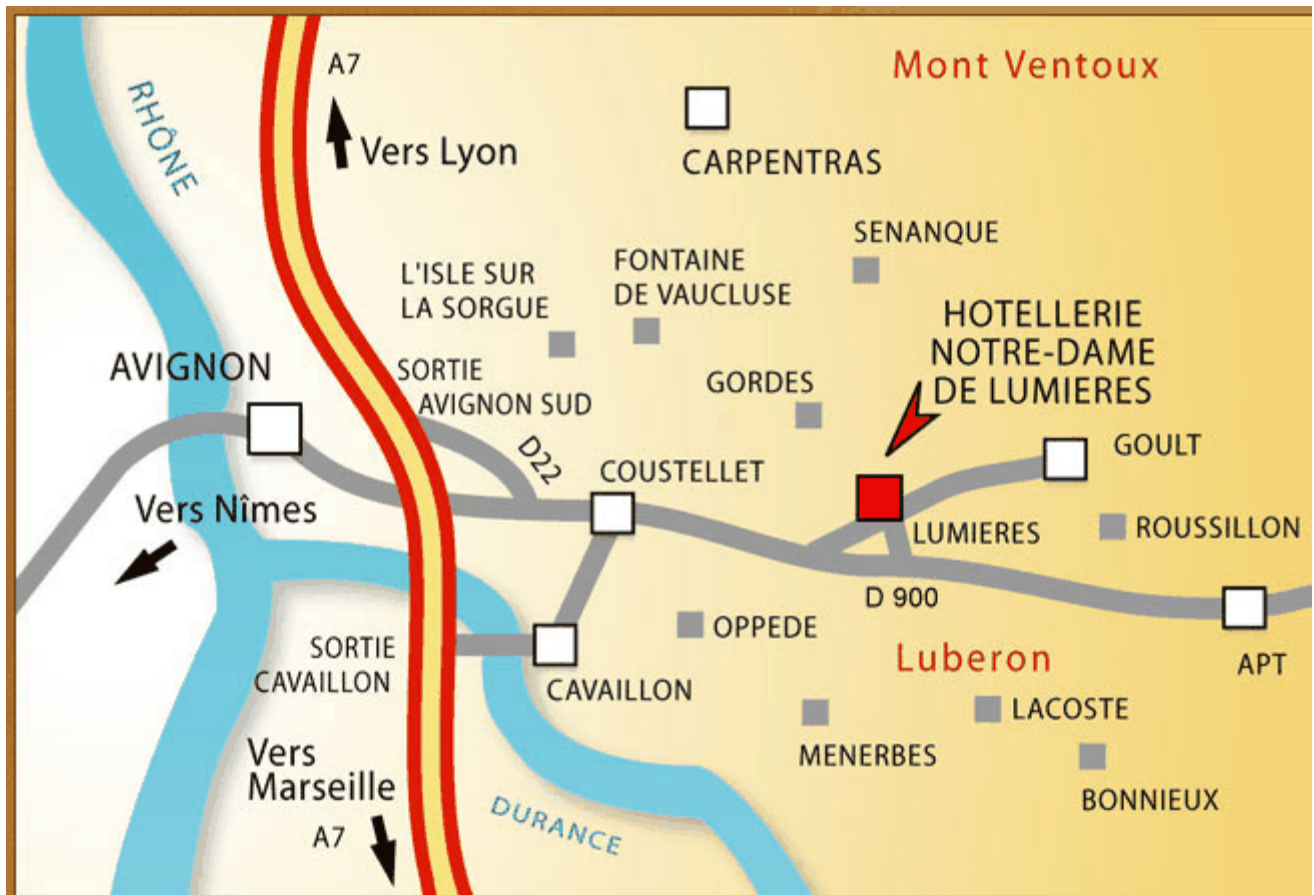 A7
Mont Ventoux
RHÔNE
Vers Lyon
CARPENTRAS
SENANQUE
L'ISLE SUR
LA SORGUE
FONTAINE
DE VAUCLUSE
HOTELLERIE
NOTRE-DAME
DE LUMIERES
AVIGNON
SORTIE
AVIGNON SUD
GORDES
D22
COUSTELLET
GOULT
Vers Nîmes
LUMIERES
ROUSSILLON
D 900
OPPEDE
SORTIE
CAVAILLON
CAVAILLON
Luberon
APT
LACOSTE
MENERBES
Vers
Marseille
BONNIEUX
DURANCE
A7